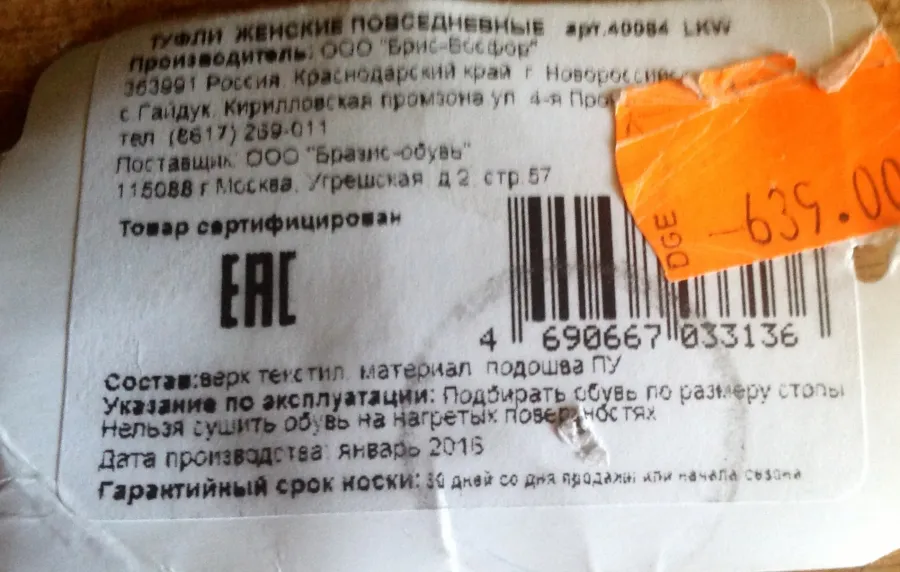 ТУФЛИ ЖЕНСКИЕ ПОВСЕДНЕВНЫЕ арт.40084 LKW
Производитель: ООО "Брис-Босфор"
353991 Россия, Краснодарский край г Новороссийс
с Гайдук, Кирилловская промзона ул 4-я Про
тел (8617) 269-011
Поставщик: ООО "Бразис-обувь"
115088 г Москва, Угрешская д 2, стр.57
Товар сертифицирован
EAC
DGE
639.00
4 690667 033136
Состав:верх текстил. материал подошва ПУ
Указание по эксплуатации: Подбирать обувь по размеру стопы
Нельзя сушить обувь на нагретых поверхностях
Дата производства: январь 2016
Гарантийный срок носки: 30 дней со дня продажи или начала сезона